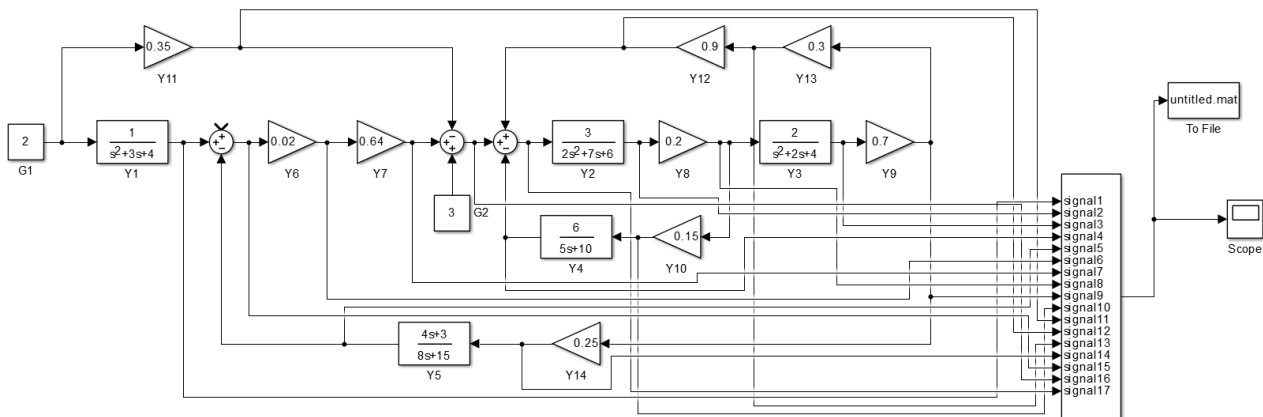 0.35
Y11
0.9
Y12
0.3
Y13
untitled.mat
To File
2
G1
1
s²+3s+4
Y1
0.02
Y6
0.64
Y7
3
2s²+7s+6
Y2
0.2
Y8
2
s²+2s+4
Y3
0.7
Y9
3
G2
6
5s+10
Y4
0.15
Y10
4s+3
8s+15
Y5
0.25
Y14
signal1
signal2
signal3
signal4
signal5
signal6
signal7
signal8
signal9
signal10
signal11
signal12
signal13
signal14
signal15
signal16
signal17
Scope